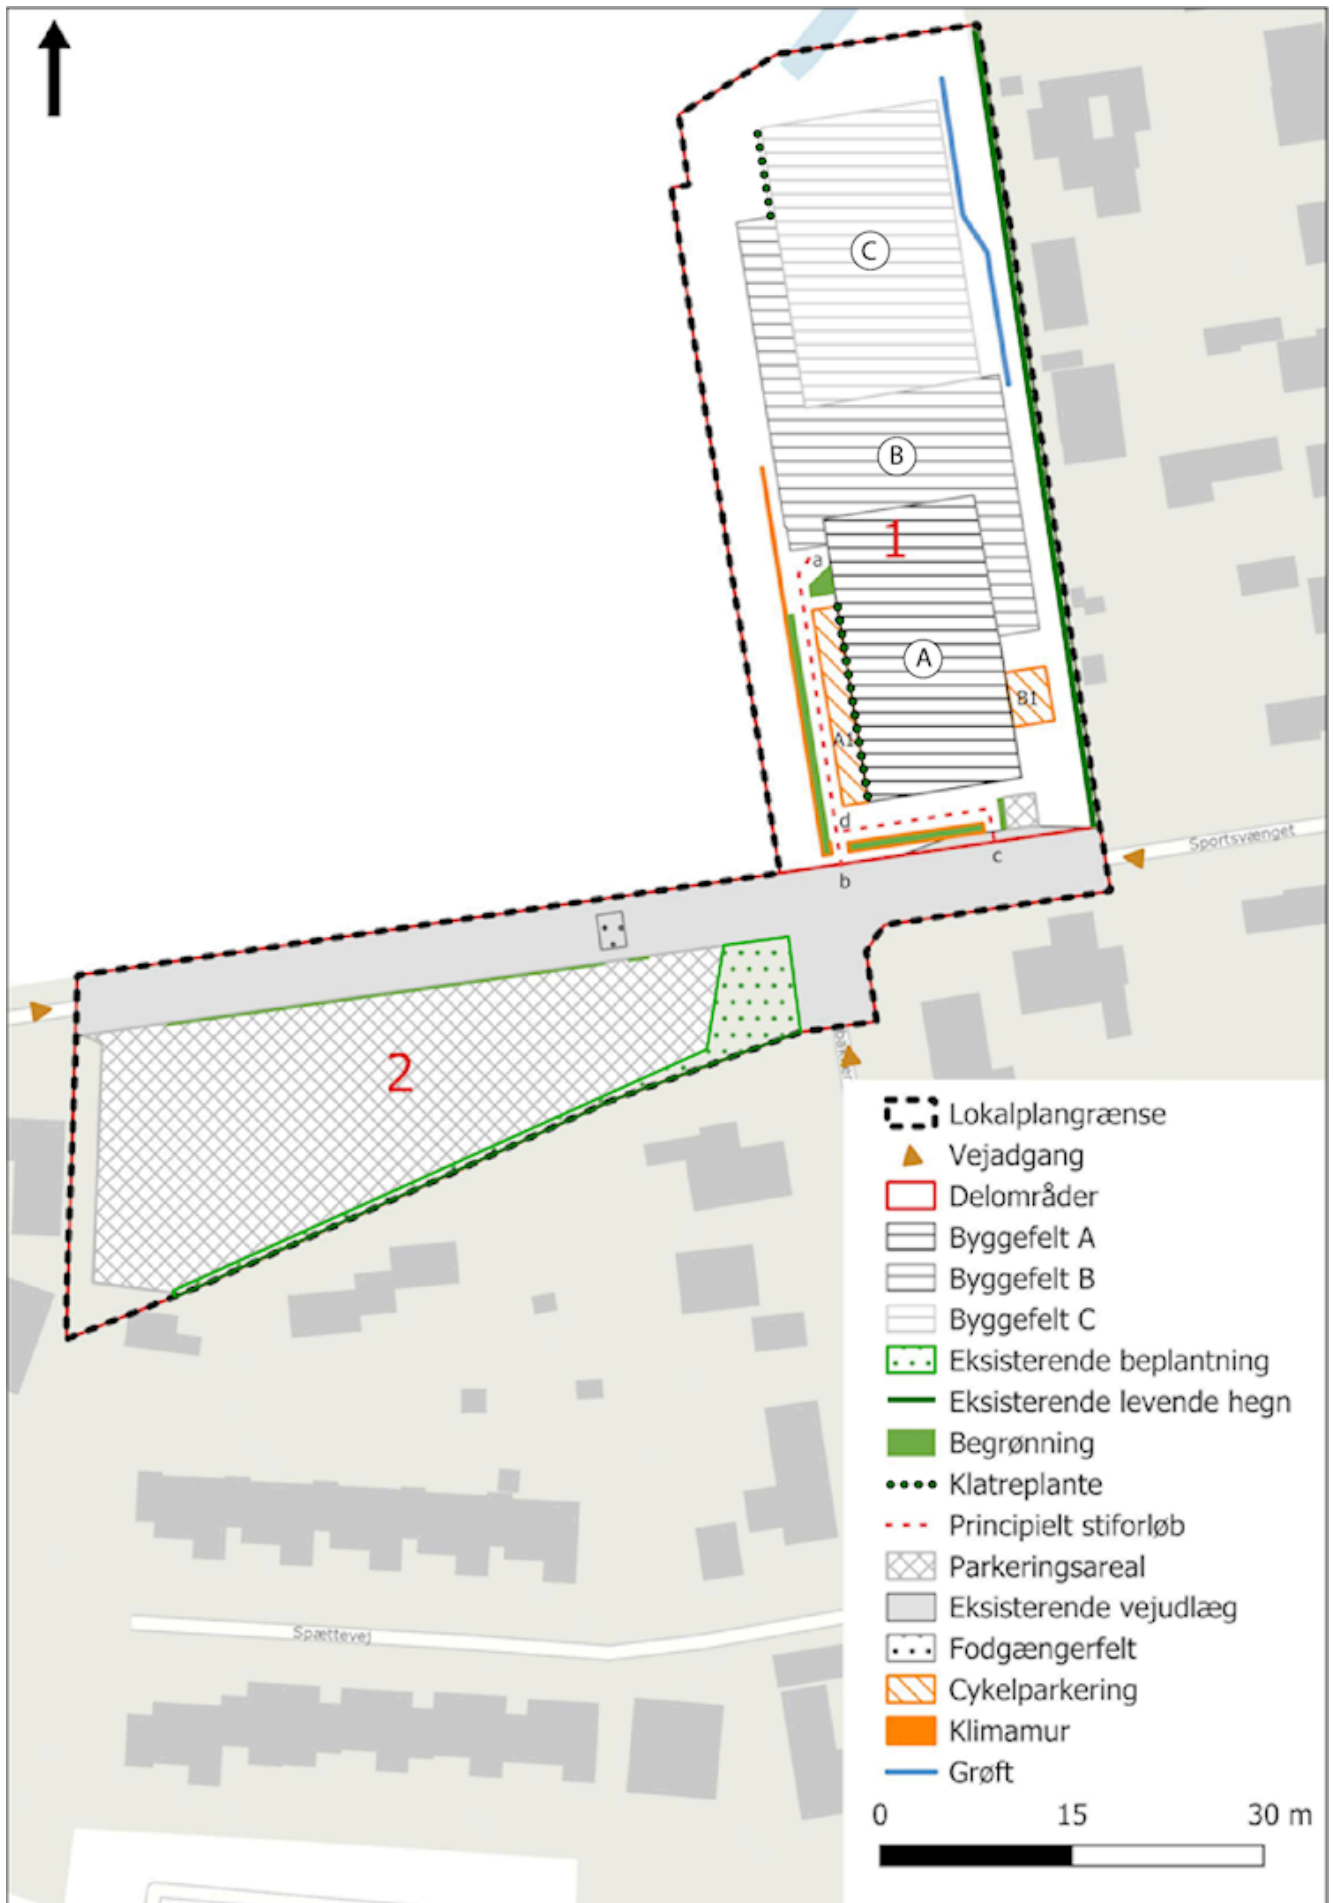 C
B
1
a
A
B1
A1
d
c
b
Sportsvænget
2
Lokalplangrænse
Vejadgang
Delområder
Byggefelt A
Byggefelt B
Byggefelt C
Eksisterende beplantning
Eksisterende levende hegn
Begrønning
Klatreplante
Principielt stiforløb
Parkeringsareal
Eksisterende vejudlæg
Fodgængerfelt
Cykelparkering
Klimamur
Grøft
0 15 30 m
Spættevej